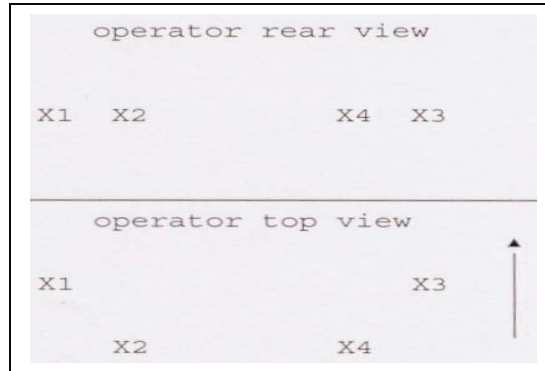 operator rear view
X1 X2 X4 X3
operator top view
X1 X3
X2 X4